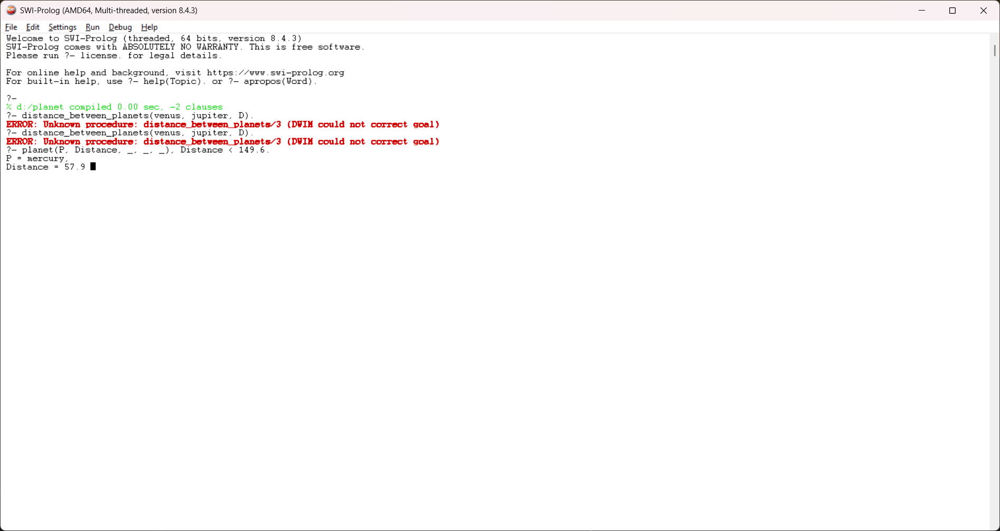 SWI-Prolog (AMD64, Multi-threaded, version 8.4.3)
File Edit Settings Run Debug Help
Welcome to SWI-Prolog (threaded, 64 bits, version 8.4.3)
SWI-Prolog comes with ABSOLUTELY NO WARRANTY. This is free software.
Please run ?- license. for legal details.
For online help and background, visit https://www.swi-prolog.org
For built-in help, use ?- help(Topic). or ?- apropos(Word).
?-
% d:/planet compiled 0.00 sec, -2 clauses
?- distance_between_planets(venus, jupiter, D).
ERROR: Unknown procedure: distance_between_planets/3 (DWIM could not correct goal)
?- distance_between_planets(venus, jupiter, D).
ERROR: Unknown procedure: distance_between_planets/3 (DWIM could not correct goal)
?- planet(P, Distance, _, _, _), Distance < 149.6.
P = mercury,
Distance = 57.9